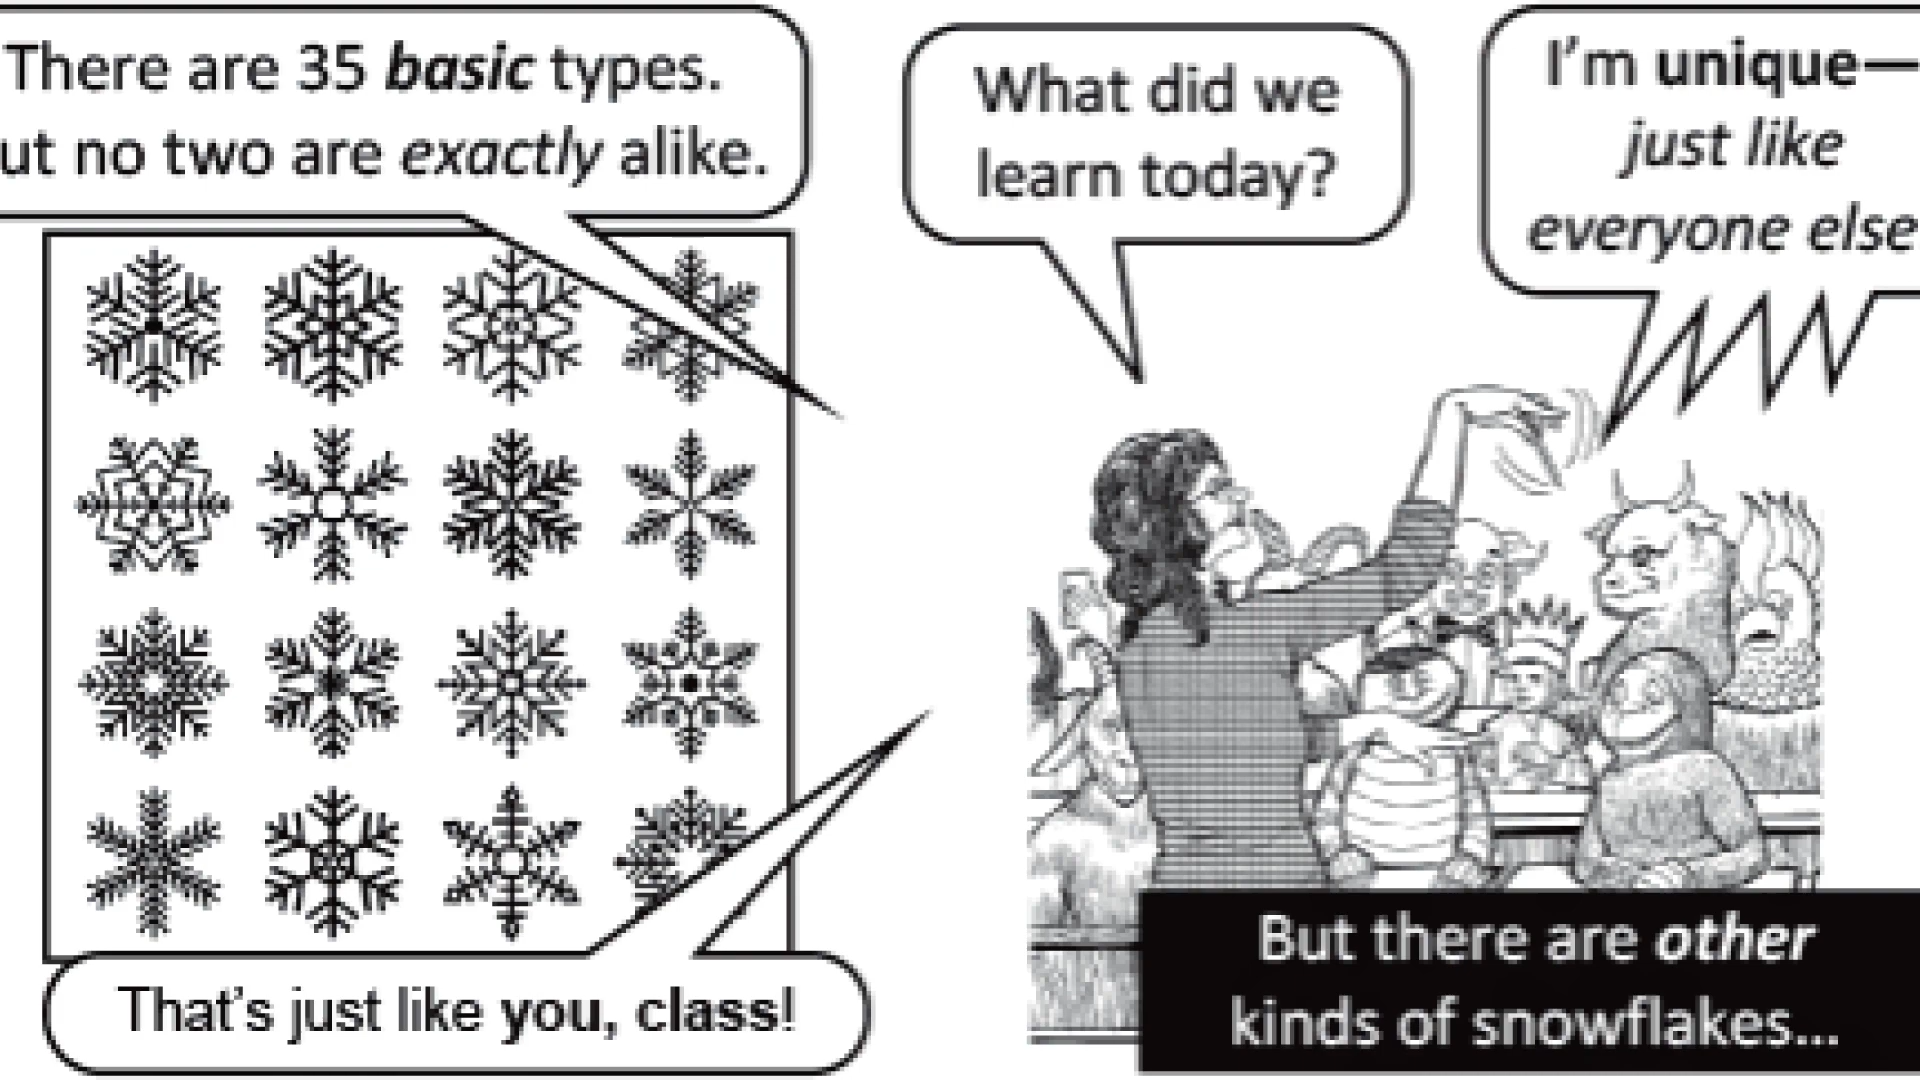 There are 35 basic types.
ut no two are exactly alike.
That's just like you, class!
What did we
learn today?
I'm unique—
just like
everyone else
But there are other
kinds of snowflakes...